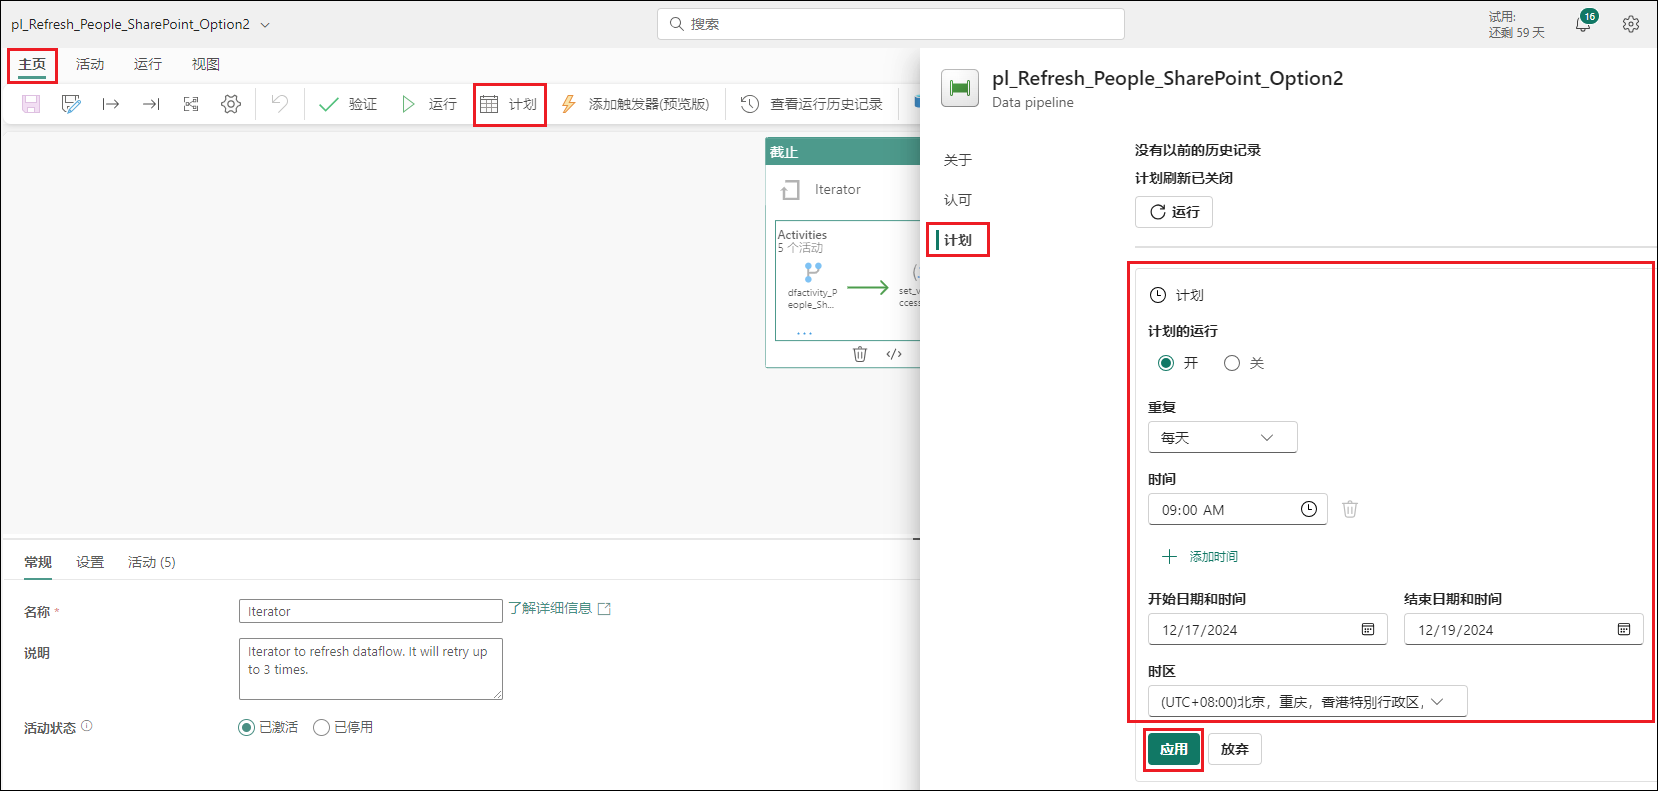 pl_Refresh_People_SharePoint_Option2
搜索
试用:
还剩 59 天
16
主页 活动 运行 视图
验证 运行 计划 添加触发器(预览版) 查看运行历史记录
截止
Iterator
Activities
5 个活动
dfactivity_P
eople_Sh...
set_v
ccess
...
</>
常规 设置 活动 (5)
名称 *
Iterator
了解详细信息
说明
Iterator to refresh dataflow. It will retry up
to 3 times.
活动状态
已激活 已停用
pl_Refresh_People_SharePoint_Option2
Data pipeline
关于
认可
计划
没有以前的历史记录
计划刷新已关闭
运行
计划
计划的运行
开 关
重复
每天
时间
09:00 AM
添加时间
开始日期和时间 结束日期和时间
12/17/2024 12/19/2024
时区
(UTC+08:00)北京，重庆，香港特别行政区，
应用 放弃